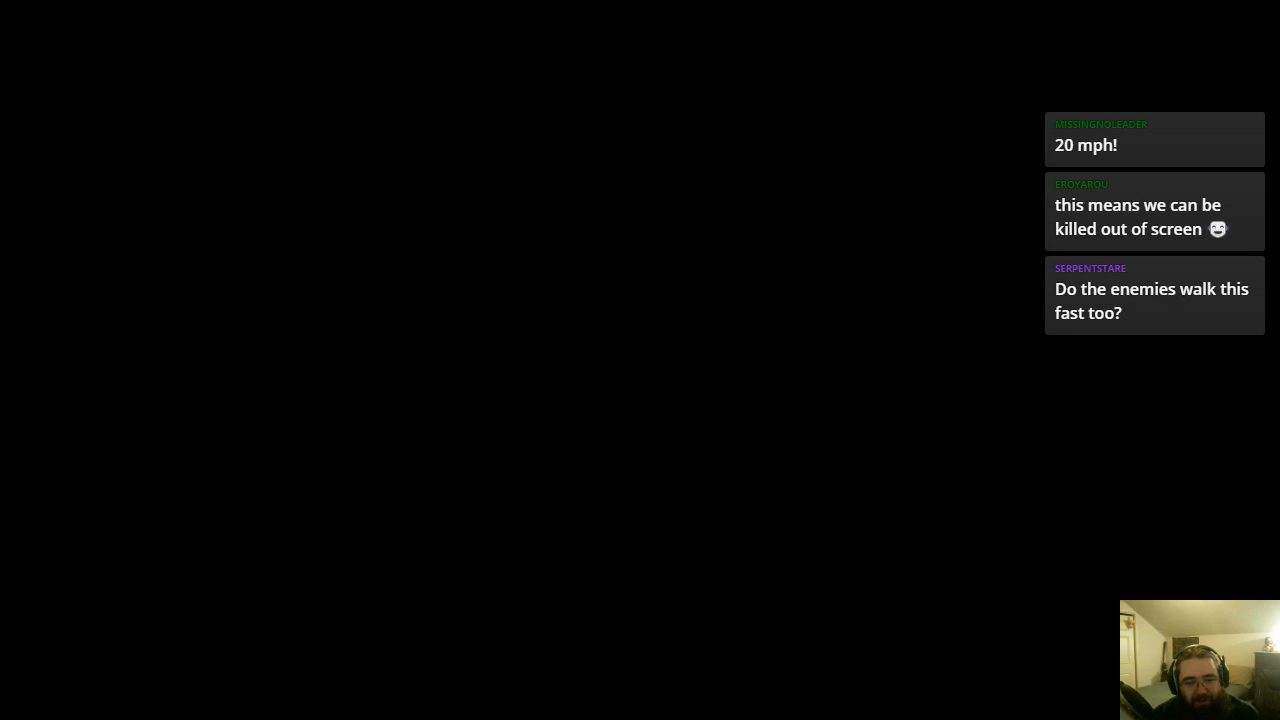 MISSINGNOLEADER
20 mph!
EROYAROU
this means we can be
killed out of screen
SERPENTSTARE
Do the enemies walk this
fast too?